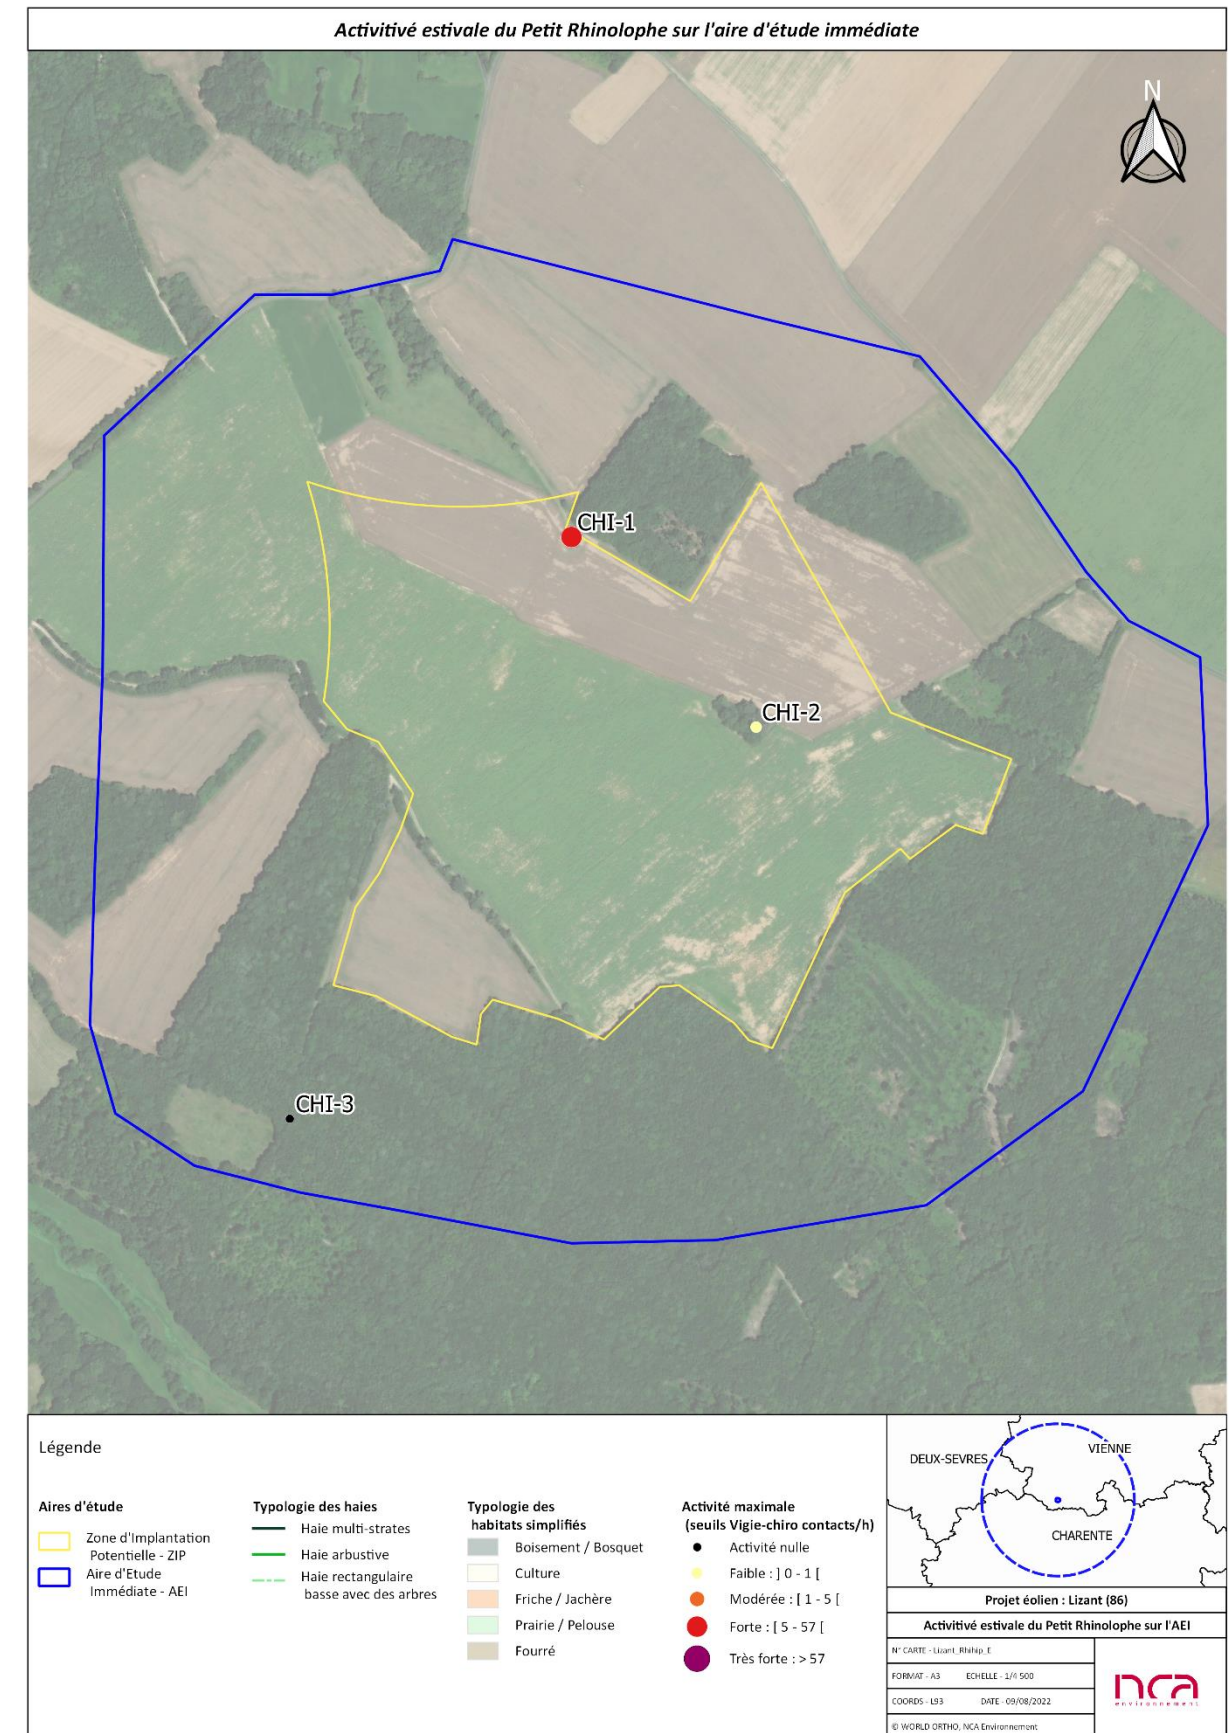 Activitivé estivale du Petit Rhinolophe sur l'aire d'étude immédiate
N
CHI-1
CHI-2
CHI-3
Légende
Aires d'étude
Zone d'Implantation
Potentielle - ZIP
Aire d'Etude
Immédiate - AEI
Typologie des haies
Haie multi-strates
Haie arbustive
Haie rectangulaire
basse avec des arbres
Typologie des
habitats simplifiés
Boisement / Bosquet
Culture
Friche / Jachère
Prairie / Pelouse
Fourré
Activité maximale
(seuils Vigie-chiro contacts/h)
Activité nulle
Faible : ] 0 - 1 [
Modérée : [ 1 - 5 [
Forte : [ 5 - 57 [
Très forte : > 57
DEUX-SEVRES
VIENNE
CHARENTE
Projet éolien : Lizant (86)
Activitivé estivale du Petit Rhinolophe sur l'AEI
N° CARTE - Lizant_Rhihip_E
FORMAT - A3 ECHELLE - 1/4 500
COORDS - L93 DATE - 09/08/2022
© WORLD ORTHO, NCA Environnement
nca
environnement